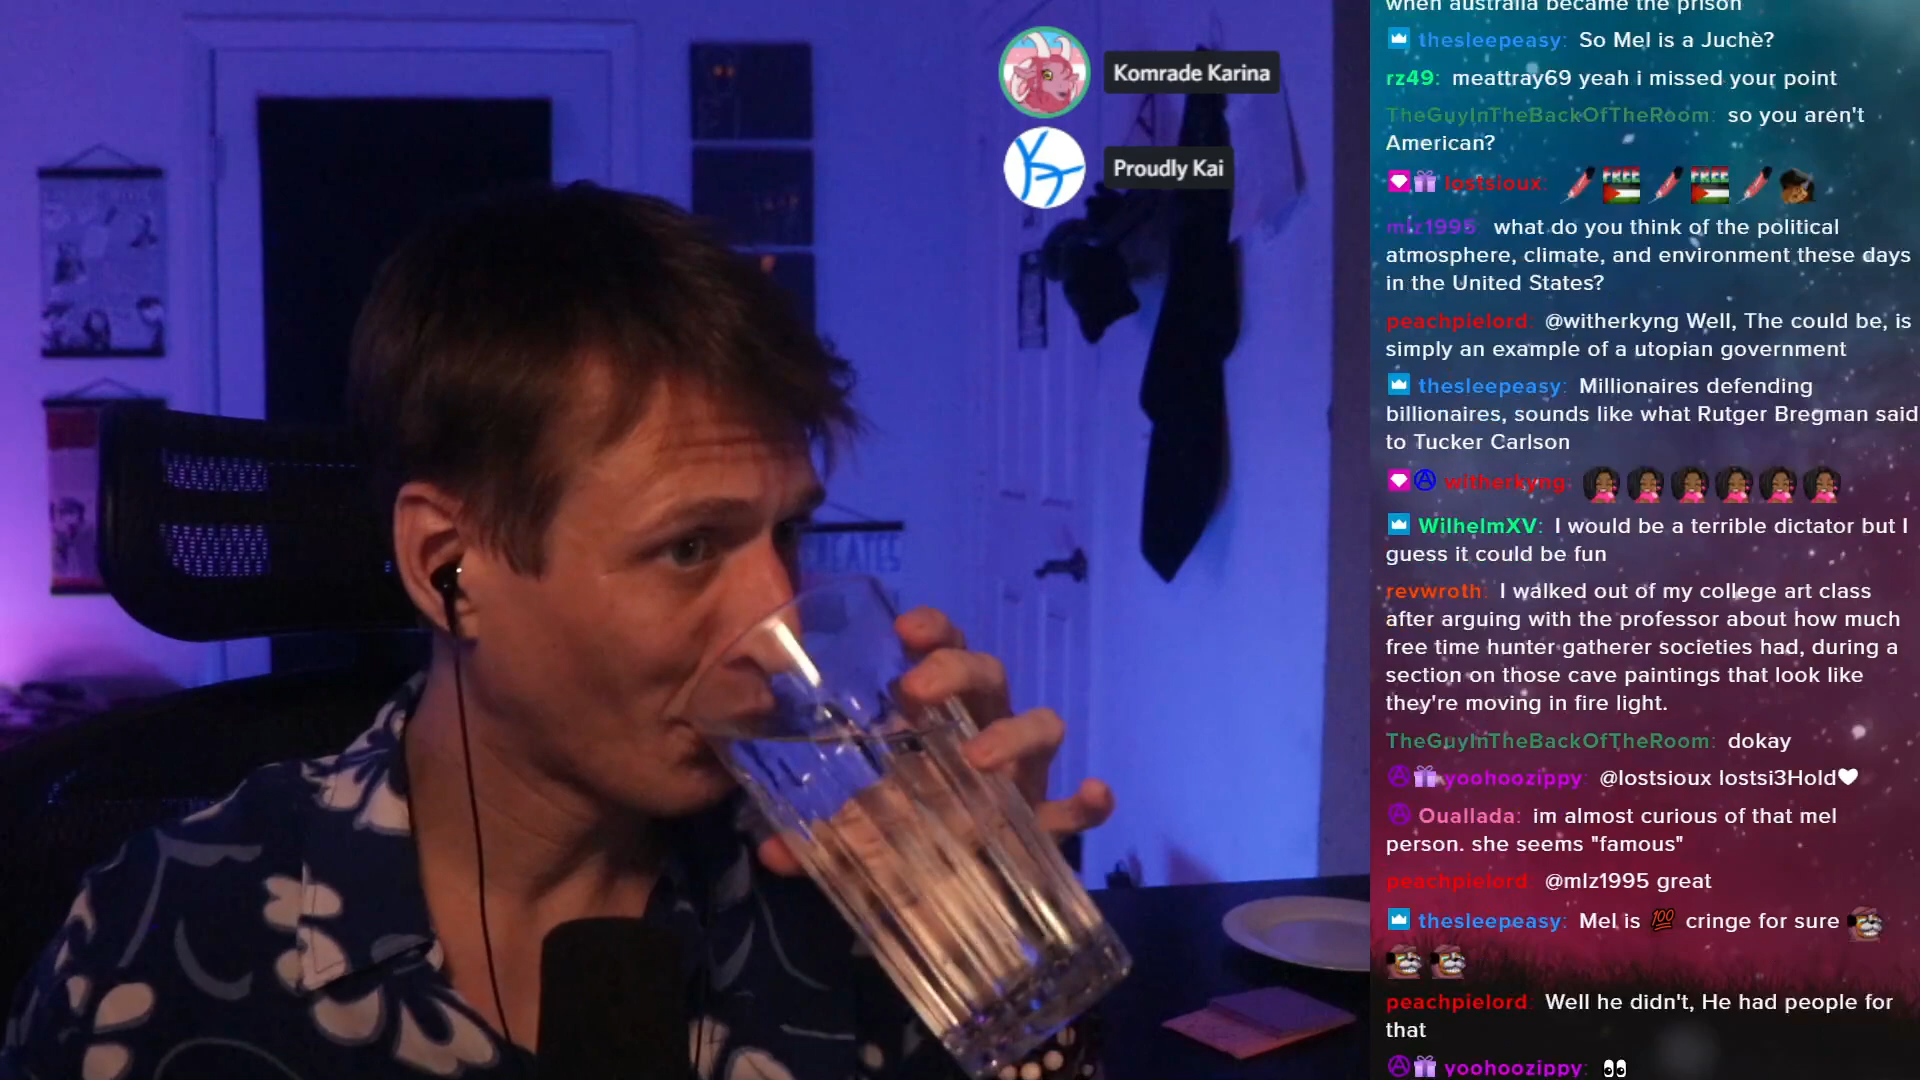 Komrade Karina
Proudly Kai
CREATES
when australia became the prison
thesleepeasy: So Mel is a Juchè?
rz49: meattray69 yeah i missed your point
TheGuyInTheBackOfTheRoom: so you aren't
American?
lostsioux: FREE FREE
mlz1995: what do you think of the political
atmosphere, climate, and environment these days
in the United States?
peachpielord: @witherkyng Well, The could be, is
simply an example of a utopian government
thesleepeasy: Millionaires defending
billionaires, sounds like what Rutger Bregman said
to Tucker Carlson
witherkyng:
WilhelmXV: I would be a terrible dictator but I
guess it could be fun
revwroth: I walked out of my college art class
after arguing with the professor about how much
free time hunter gatherer societies had, during a
section on those cave paintings that look like
they're moving in fire light.
TheGuyInTheBackOfTheRoom: dokay
yoohoozippy: @lostsioux lostsi3Hold🤍
Ouallada: im almost curious of that mel
person. she seems "famous"
peachpielord: @mlz1995 great
thesleepeasy: Mel is 💯 cringe for sure
peachpielord: Well he didn't, He had people for
that
yoohoozippy: 👀